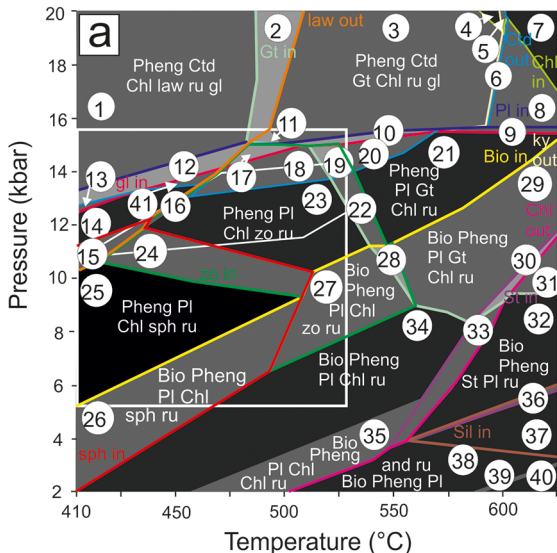 20
18
16
14
12
10
8
6
4
2
Pressure (kbar)
410
450
500
550
600
Temperature (°C)
a
law out
Gt in
Pheng Ctd
Chl law ru gl
Pheng Ctd
Gt Chl ru gl
Ctd
out
Chl
in
Pl in
ky
out
Bio in
gl in
Pheng
Pl Gt
Chl ru
Pheng Pl
Chl zo ru
Chl
out
Bio Pheng
Pl Gt
Chl ru
zo in
Pheng Pl
Chl sph ru
Bio
Pheng
Pl Chl
zo ru
St in
Bio Pheng
Pl Chl ru
Bio
Pheng
St Pl ru
Bio Pheng
Pl Chl
sph ru
sph in
Sil in
Bio
Pheng
Pl Chl
Chl ru
and ru
Bio Pheng Pl
1
2
3
4
5
6
7
8
9
10
11
12
13
14
15
16
17
18
19
20
21
22
23
24
25
26
27
28
29
30
31
32
33
34
35
36
37
38
39
40
41